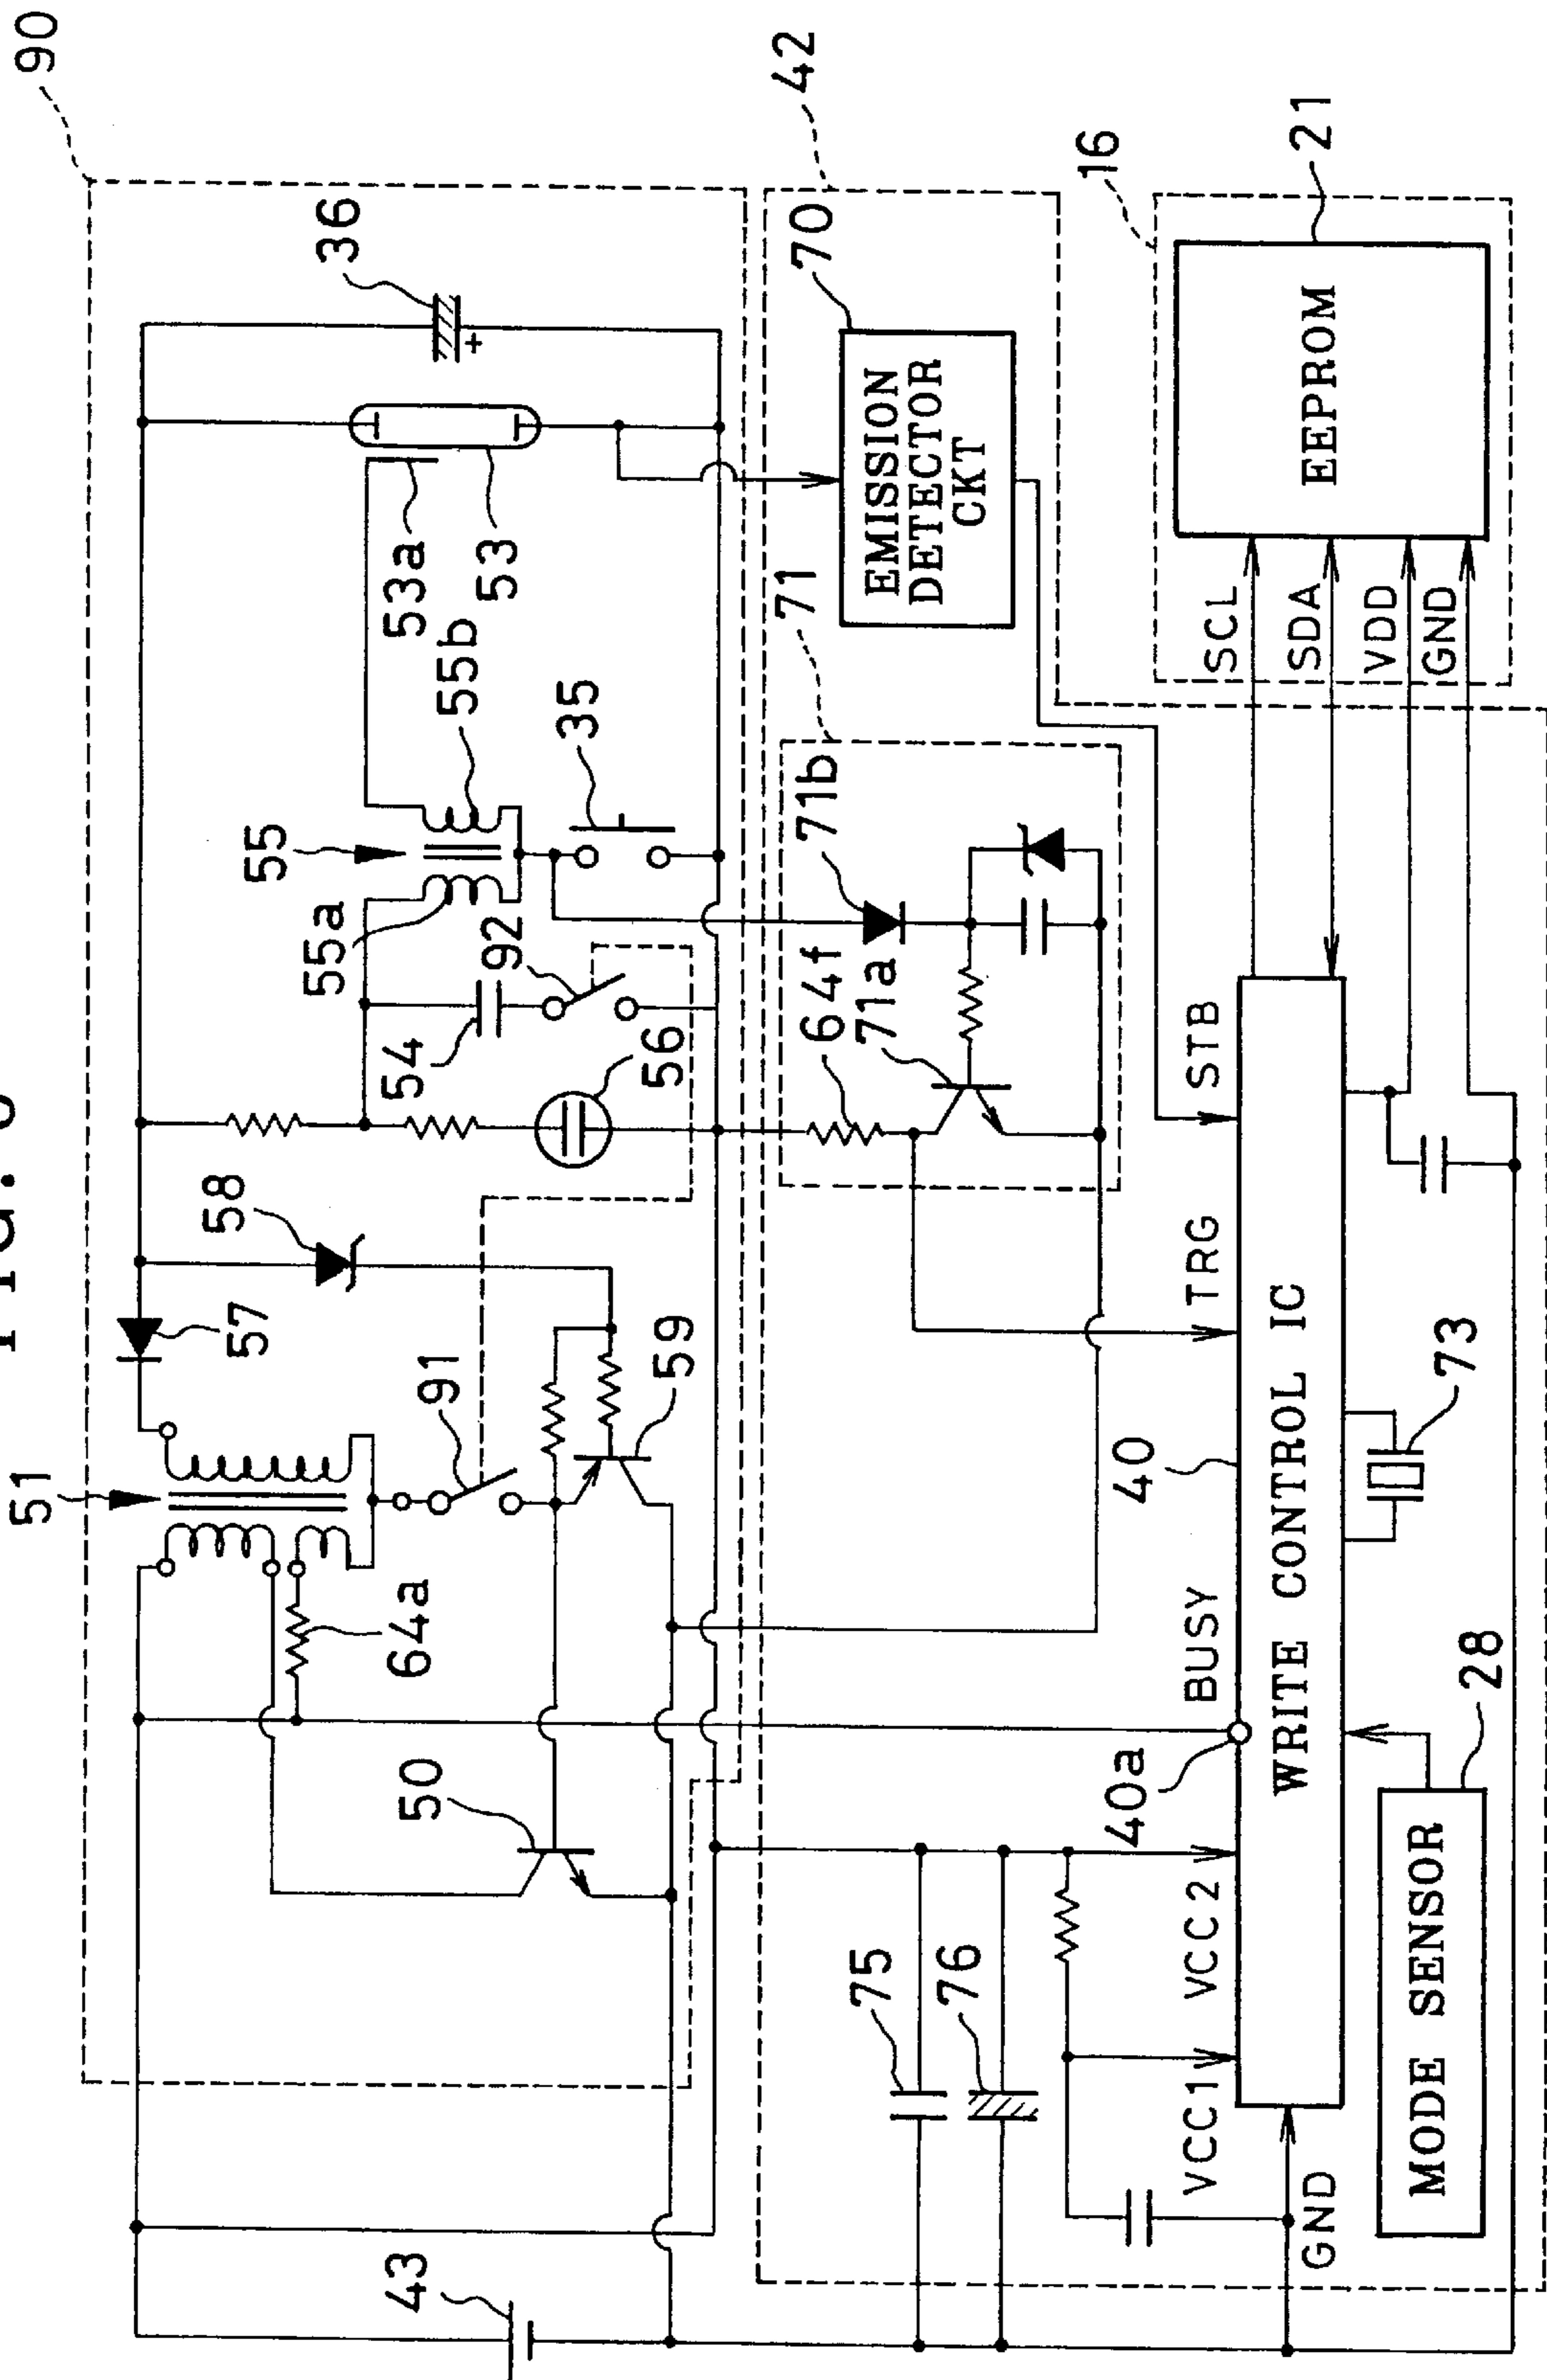 FIG.
51
90
57
58
55
36
55a
91
92
53a
64a
54
55b
53
43
50
59
56
35
42
71
70
71b
64f
71a
EMISSION
DETECTOR
CKT
75
76
40a
40
16
VCC1
VCC2
BUSY
TRG
STB
SCL
SDA
VDD
GND
GND
WRITE CONTROL IC
EEPROM
21
MODE SENSOR
28
73